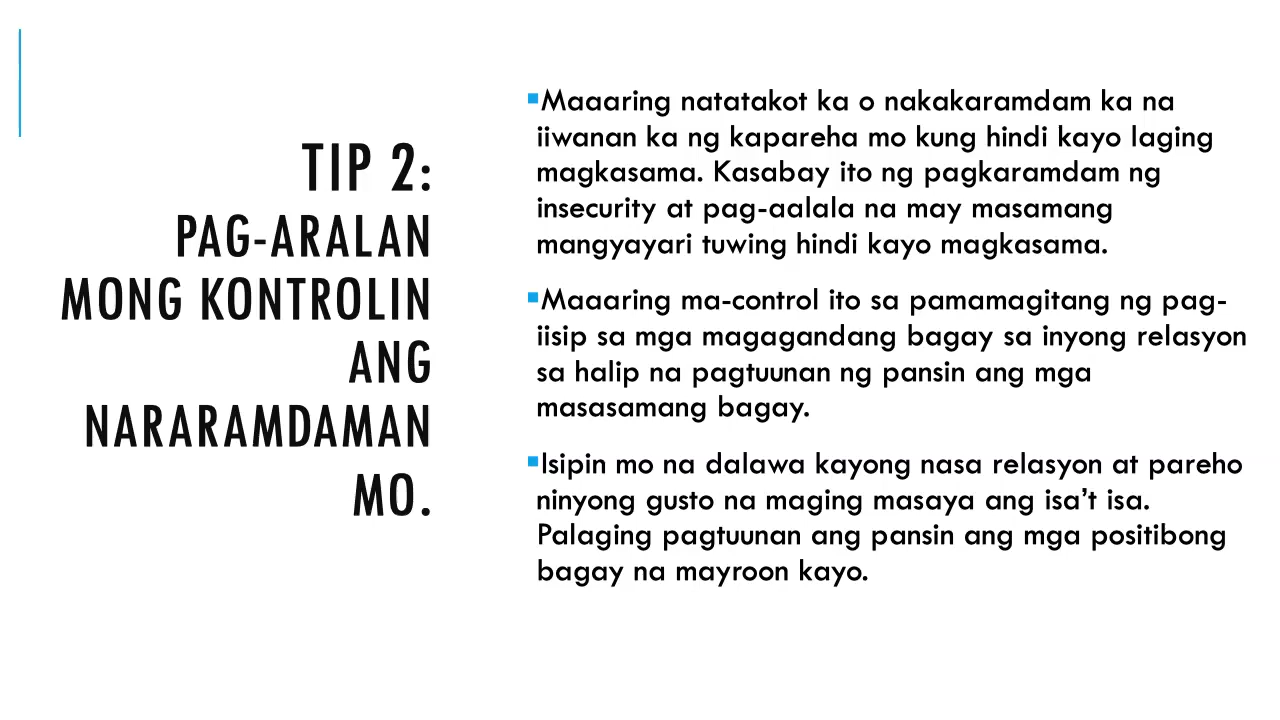 TIP 2:
PAG-ARALAN
MONG KONTROLIN
ANG
NARARAMDAMAN
MO.
▪Maaaring natatakot ka o nakakaramdam ka na
iiwanan ka ng kapareha mo kung hindi kayo laging
magkasama. Kasabay ito ng pagkaramdam ng
insecurity at pag-aalala na may masamang
mangyayari tuwing hindi kayo magkasama.
▪Maaaring ma-control ito sa pamamagitang ng pag-
iisip sa mga magagandang bagay sa inyong relasyon
sa halip na pagtuunan ng pansin ang mga
masasamang bagay.
▪Isipin mo na dalawa kayong nasa relasyon at pareho
ninyong gusto na maging masaya ang isa’t isa.
Palaging pagtuunan ang pansin ang mga positibong
bagay na mayroon kayo.